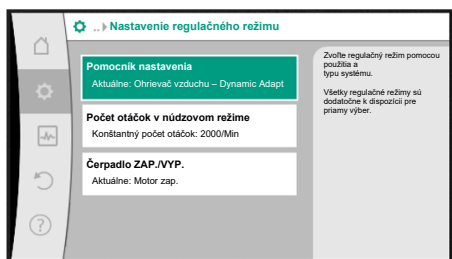 ..▸ Nastavenie regulačného režimu
Pomocník nastavenia
Aktuálne: Ohrievač vzduchu – Dynamic Adapt
Počet otáčok v núdzovom režime
Konštantný počet otáčok: 2000/Min
Čerpadlo ZAP./VYP.
Aktuálne: Motor zap.
Zvoľte regulačný režim pomocou
použitia a
typu systému.
Všetky regulačné režimy sú
dodatočne k dispozícii pre
priamy výber.
?